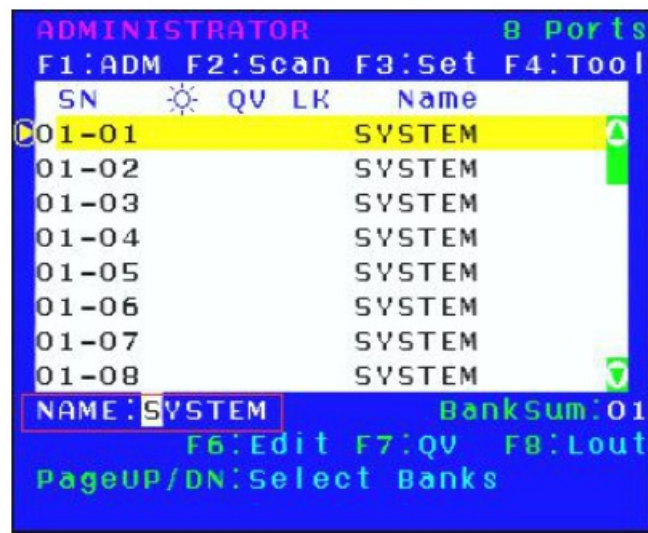 ADMINISTRATOR 8 Ports
F1:ADM F2:Scan F3:Set F4:Tool
SN QV LK Name
01-01 SYSTEM
01-02 SYSTEM
01-03 SYSTEM
01-04 SYSTEM
01-05 SYSTEM
01-06 SYSTEM
01-07 SYSTEM
01-08 SYSTEM
NAME:SYSTEM BankSum:01
F6:Edit F7:QV F8:Lout
PageUP/DN:Select Banks